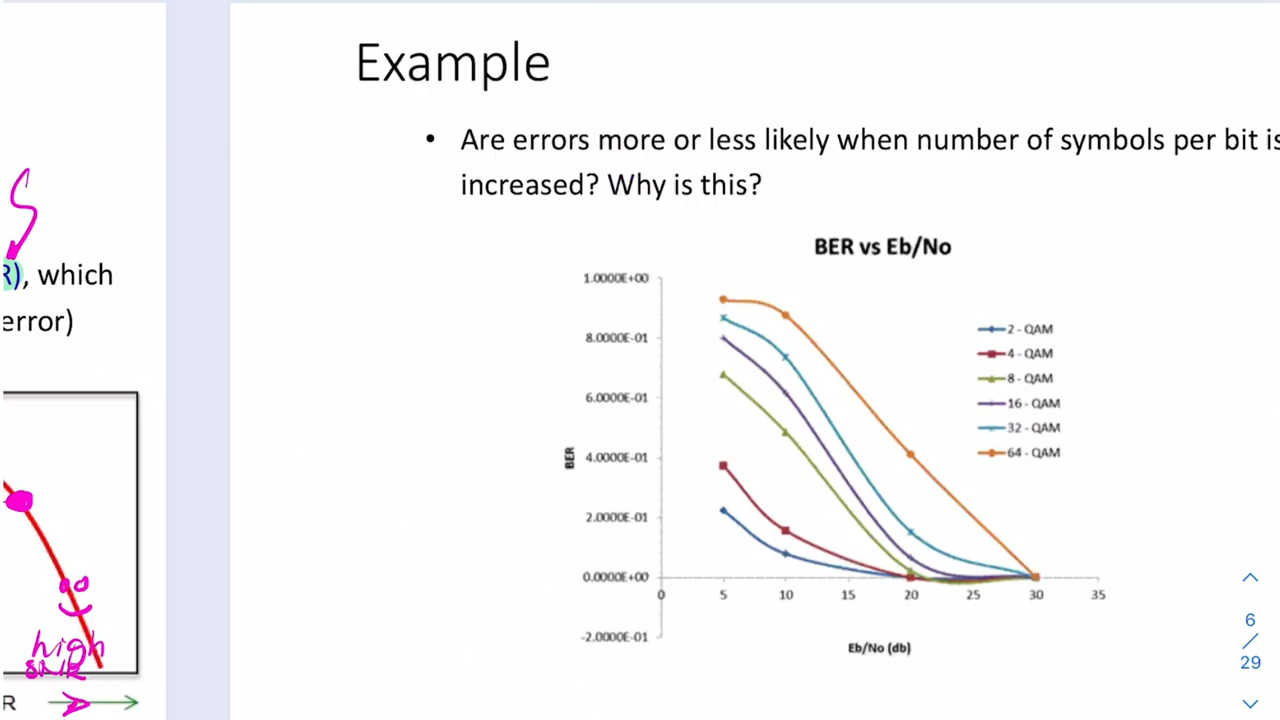 R), which
error)
high
SNR
R
Example
• Are errors more or less likely when number of symbols per bit is
increased? Why is this?
BER vs Eb/No
1.0000E+00
8.0000E-01
6.0000E-01
4.0000E-01
2.0000E-01
0.0000E+00
-2.0000E-01
BER
0 5 10 15 20 25 30 35
Eb/No (db)
2 - QAM
4 - QAM
8 - QAM
16 - QAM
32 - QAM
64 - QAM
6
/
29